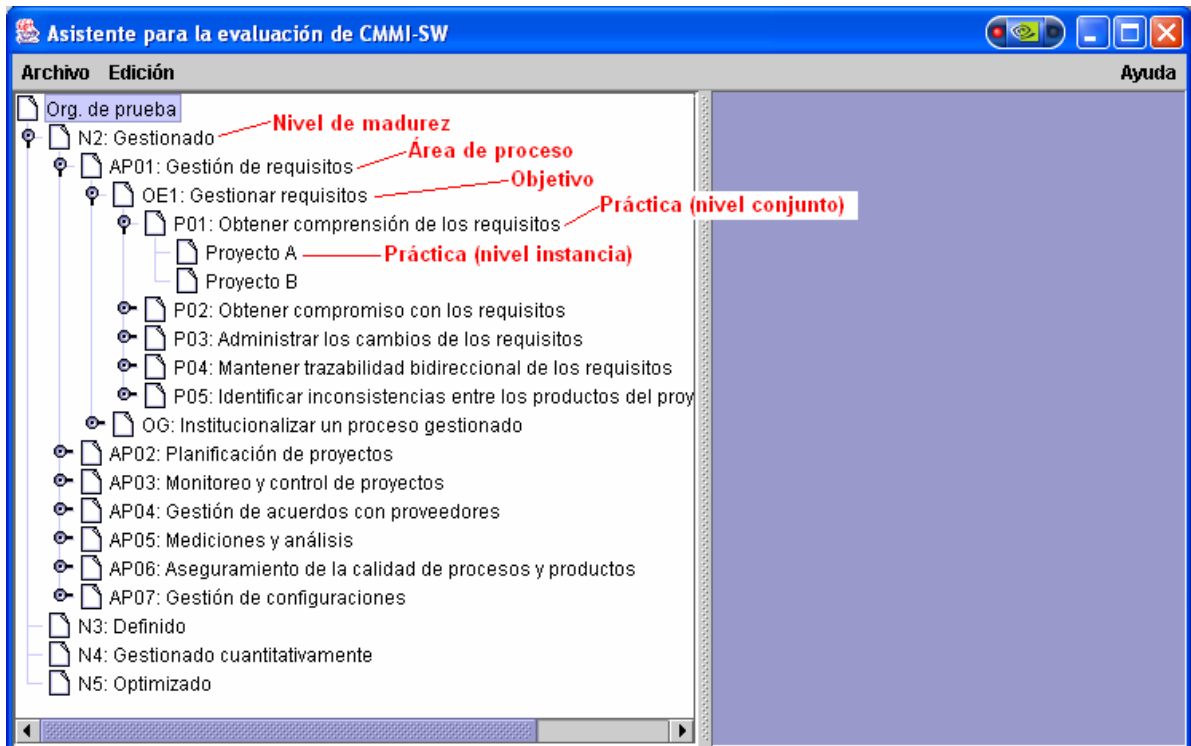 Asistente para la evaluación de CMMI-SW
Archivo Edición Ayuda
Org. de prueba
N2: Gestionado Nivel de madurez
AP01: Gestión de requisitos Área de proceso
OE1: Gestionar requisitos Objetivo
P01: Obtener comprensión de los requisitos Práctica (nivel conjunto)
Proyecto A Práctica (nivel instancia)
Proyecto B
P02: Obtener compromiso con los requisitos
P03: Administrar los cambios de los requisitos
P04: Mantener trazabilidad bidireccional de los requisitos
P05: Identificar inconsistencias entre los productos del proy
OG: Institucionalizar un proceso gestionado
AP02: Planificación de proyectos
AP03: Monitoreo y control de proyectos
AP04: Gestión de acuerdos con proveedores
AP05: Mediciones y análisis
AP06: Aseguramiento de la calidad de procesos y productos
AP07: Gestión de configuraciones
N3: Definido
N4: Gestionado cuantitativamente
N5: Optimizado